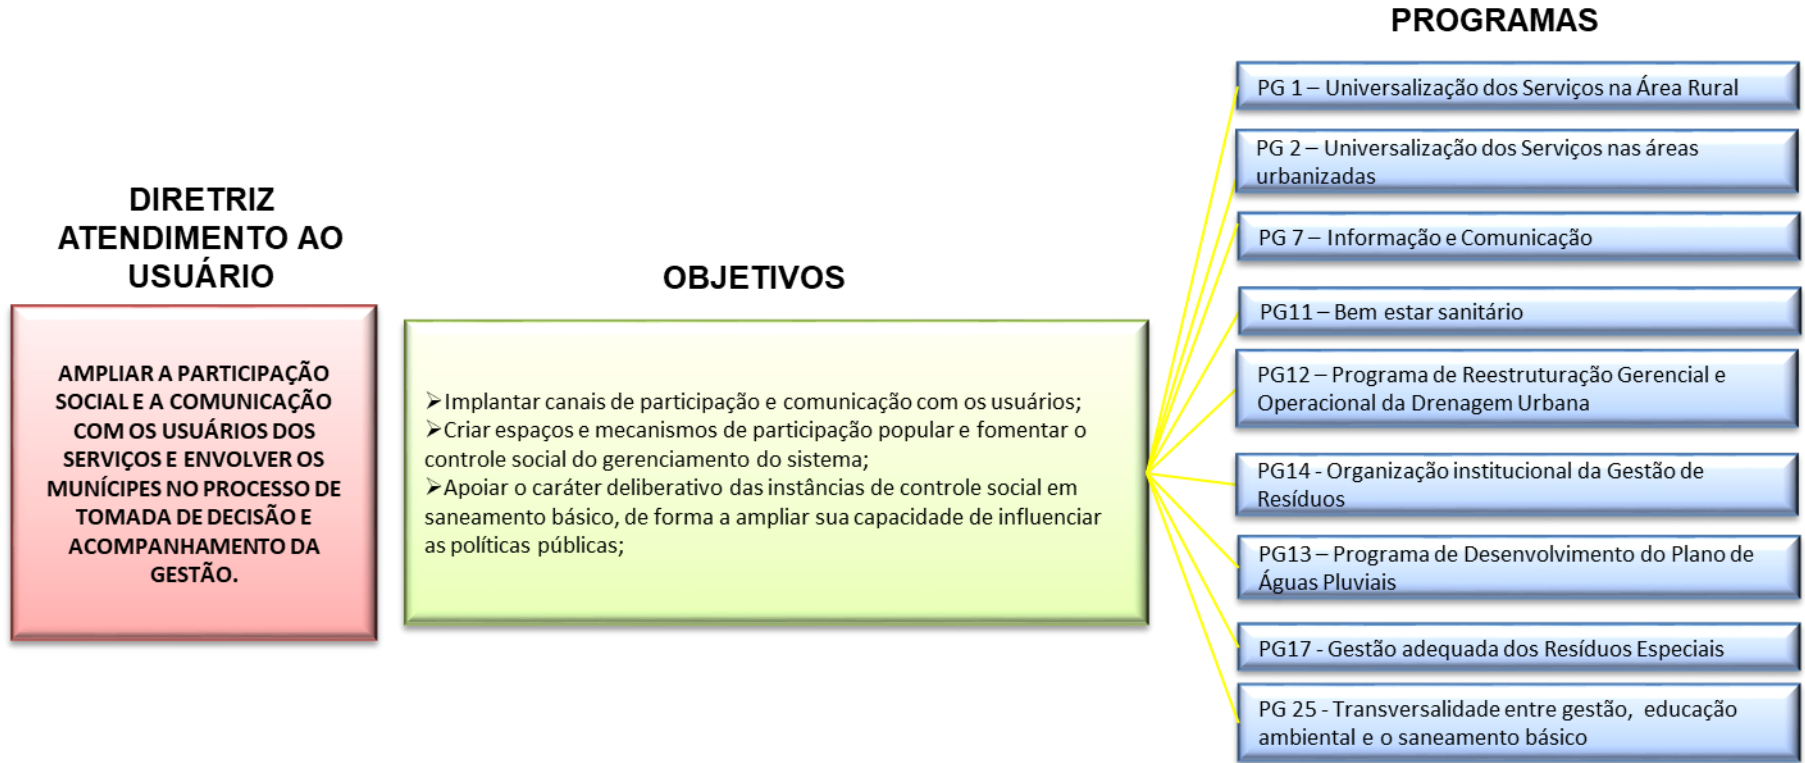 DIRETRIZ
ATENDIMENTO AO
USUÁRIO
AMPLIAR A PARTICIPAÇÃO
SOCIAL E A COMUNICAÇÃO
COM OS USUÁRIOS DOS
SERVIÇOS E ENVOLVER OS
MUNÍCIPES NO PROCESSO DE
TOMADA DE DECISÃO E
ACOMPANHAMENTO DA
GESTÃO.
OBJETIVOS
➢Implantar canais de participação e comunicação com os usuários;
➢Criar espaços e mecanismos de participação popular e fomentar o
controle social do gerenciamento do sistema;
➢Apoiar o caráter deliberativo das instâncias de controle social em
saneamento básico, de forma a ampliar sua capacidade de influenciar
as políticas públicas;
PROGRAMAS
PG 1 – Universalização dos Serviços na Área Rural
PG 2 – Universalização dos Serviços nas áreas
urbanizadas
PG 7 – Informação e Comunicação
PG11 – Bem estar sanitário
PG12 – Programa de Reestruturação Gerencial e
Operacional da Drenagem Urbana
PG14 - Organização institucional da Gestão de
Resíduos
PG13 – Programa de Desenvolvimento do Plano de
Águas Pluviais
PG17 - Gestão adequada dos Resíduos Especiais
PG 25 - Transversalidade entre gestão, educação
ambiental e o saneamento básico